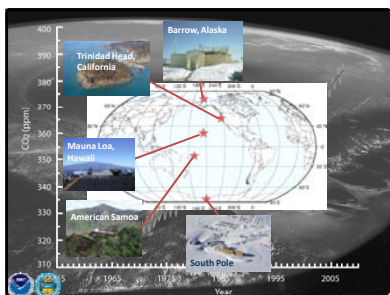 400
390
380
370
360
350
340
330
320
310
CO2 (ppm)
Barrow, Alaska
Trinidad Head,
California
Mauna Loa,
Hawaii
American Samoa
South Pole
1965
1975
1995
2005
Year